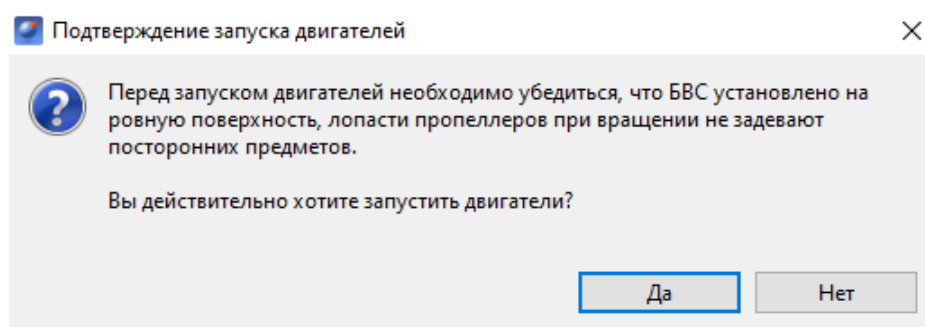 Подтверждение запуска двигателей
Перед запуском двигателей необходимо убедиться, что БВС установлено на
ровную поверхность, лопасти пропеллеров при вращении не задевают
посторонних предметов.
Вы действительно хотите запустить двигатели?
Да
Нет